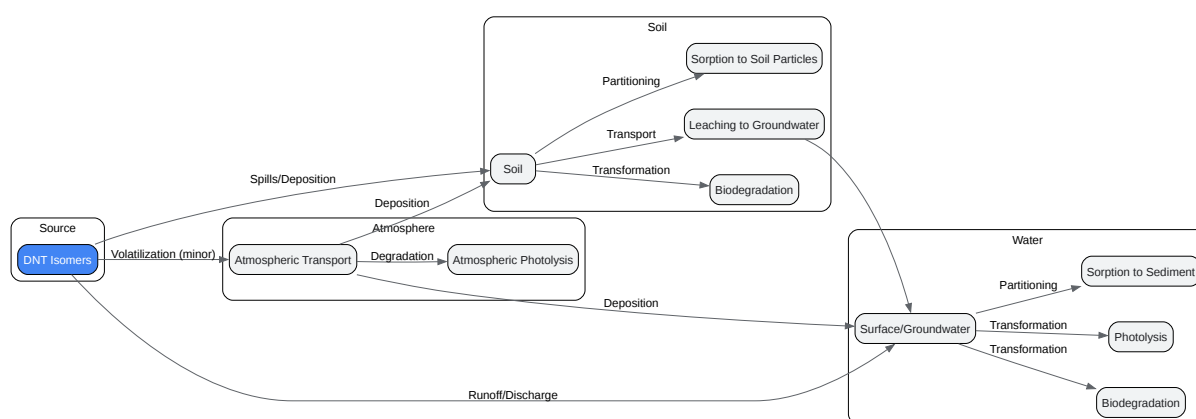 Soil
Sorption to Soil Particles
Partitioning
Leaching to Groundwater
Transport
Soil
Transformation
Biodegradation
Spills/Deposition
Deposition
Source
Atmosphere
DNT Isomers
Volatilization (minor)
Atmospheric Transport
Degradation
Atmospheric Photolysis
Water
Sorption to Sediment
Partitioning
Deposition
Surface/Groundwater
Transformation
Photolysis
Transformation
Biodegradation
Runoff/Discharge